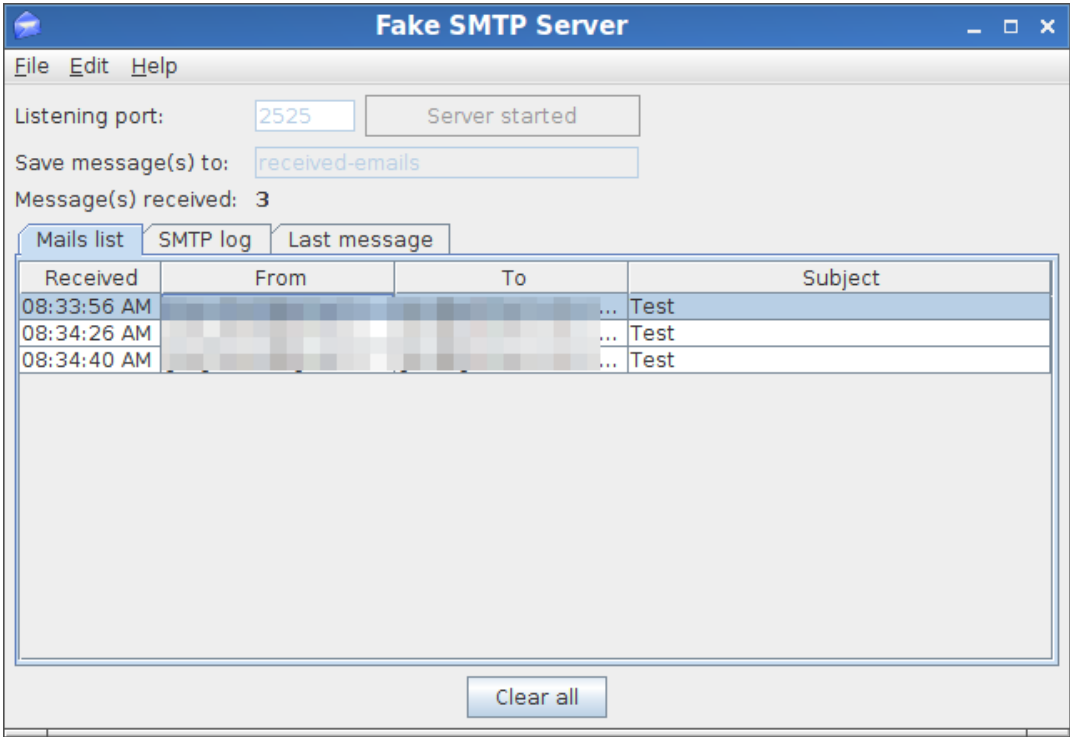 Fake SMTP Server
File Edit Help
Listening port: 2525 Server started
Save message(s) to: received-emails
Message(s) received: 3
Mails list SMTP log Last message
Received From To Subject
08:33:56 AM ... Test
08:34:26 AM ... Test
08:34:40 AM ... Test
Clear all